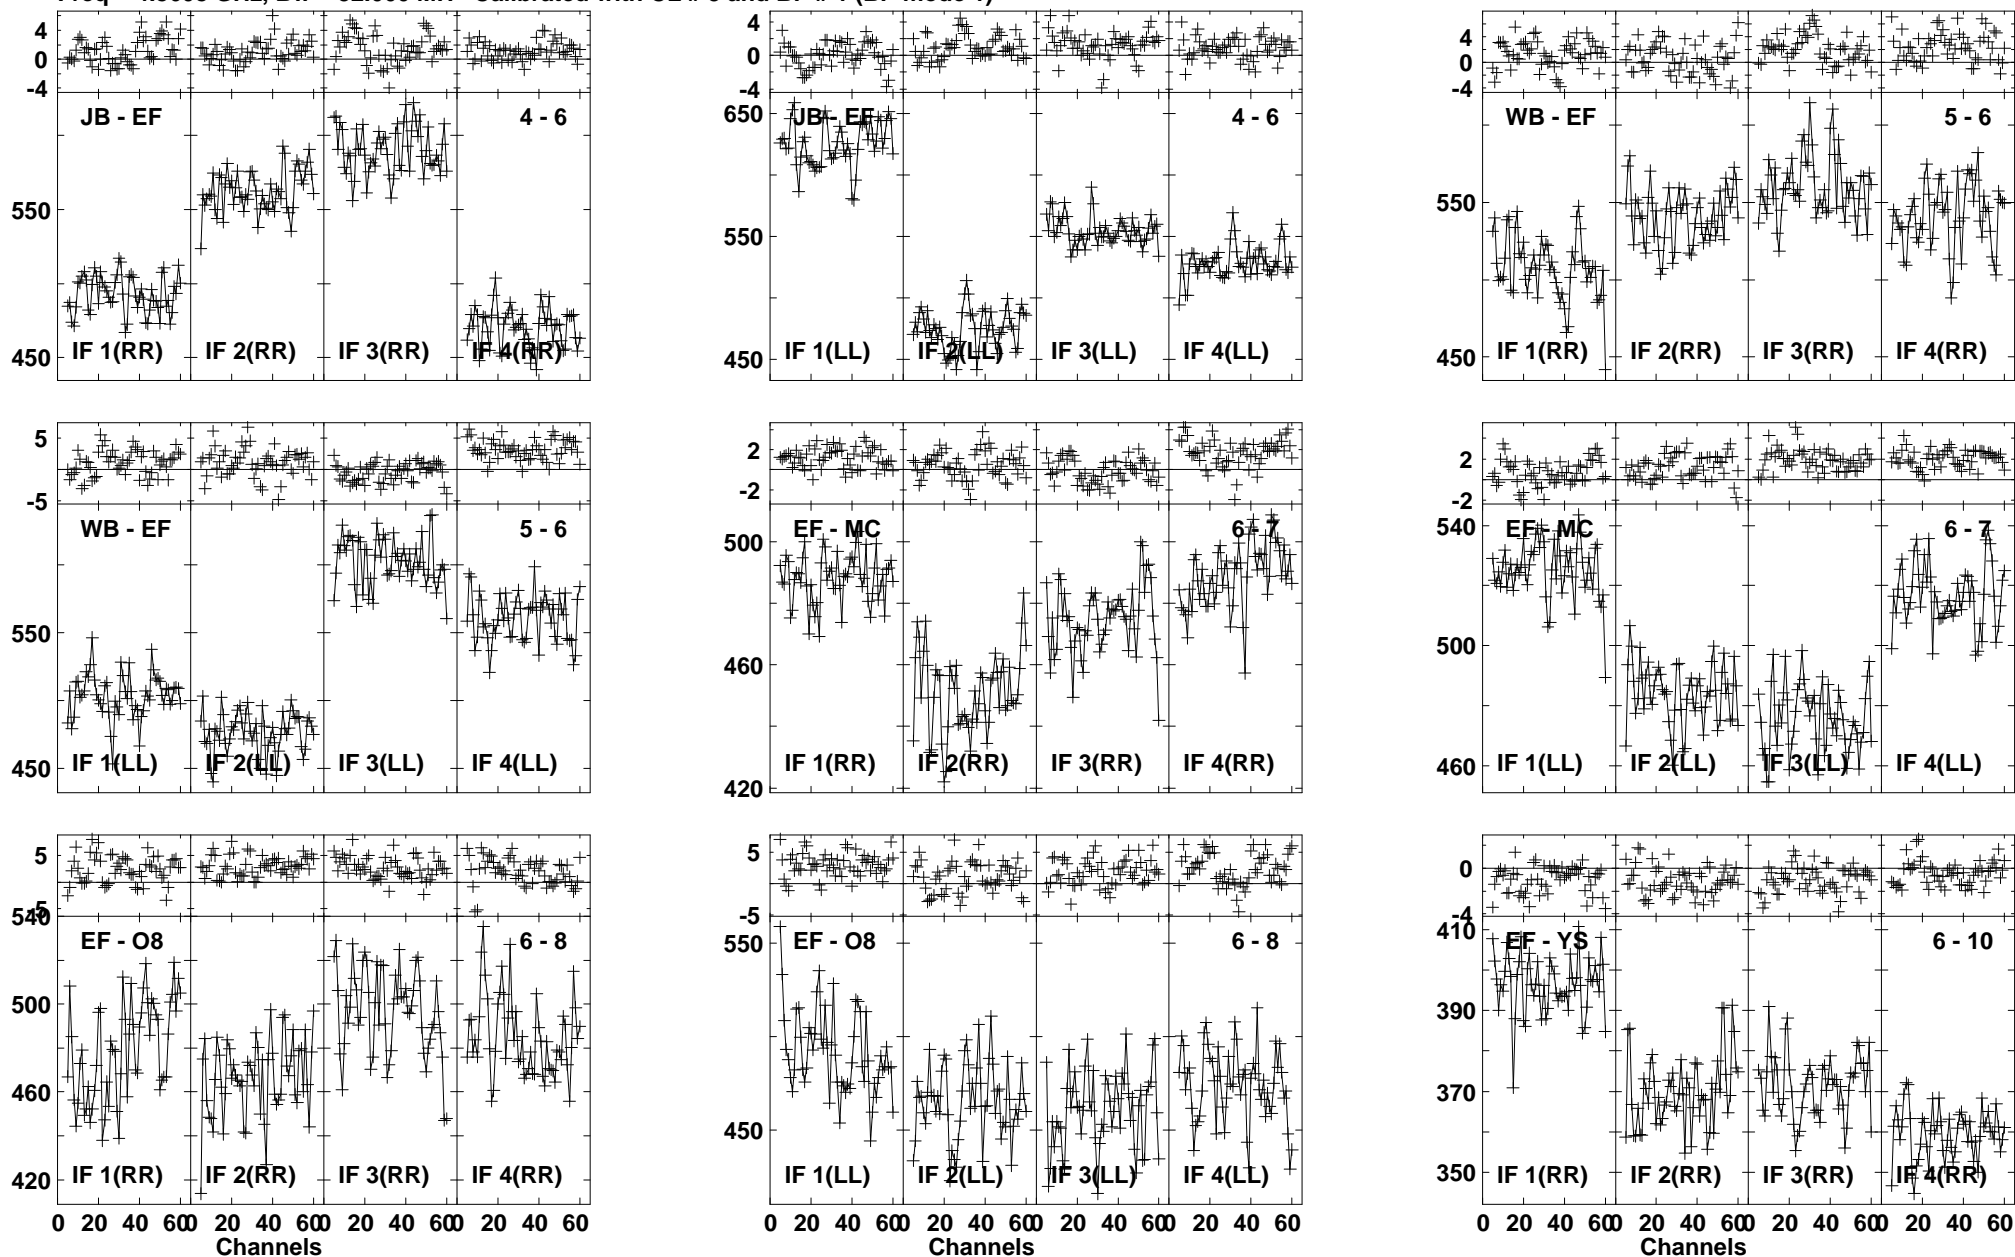 4 0 -4 4 0 -4 4 0 -4
JB - EF 4 - 6 JB - EF 4 - 6 WB - EF 5 - 6
650
550 550 550
450 450 450
IF 1(RR) IF 2(RR) IF 3(RR) IF 4(RR) IF 1(LL) IF 2(LL) IF 3(LL) IF 4(LL) IF 1(RR) IF 2(RR) IF 3(RR) IF 4(RR)
5 -5 2 -2 2 -2
WB - EF 5 - 6 EF - MC 6 - 7 EF - MC 6 - 7
550 500 540
460 500
450 420 460
IF 1(LL) IF 2(LL) IF 3(LL) IF 4(LL) IF 1(RR) IF 2(RR) IF 3(RR) IF 4(RR) IF 1(LL) IF 2(LL) IF 3(LL) IF 4(LL)
5 5 -5 0 -4
540 410
EF - O8 6 - 8 EF - O8 6 - 8 EF - YS 6 - 10
500 550 390
460 370
420 450 350
IF 1(RR) IF 2(RR) IF 3(RR) IF 4(RR) IF 1(LL) IF 2(LL) IF 3(LL) IF 4(LL) IF 1(RR) IF 2(RR) IF 3(RR) IF 4(RR)
0 20 40 60 0 20 40 60 0 20 40 60 0 20 40 60 0 20 40 60 0 20 40 60 0 20 40 60 0 20 40 60 0 20 40 60 0 20 40 60 0 20 40 60 0 20 40 60
Channels Channels Channels